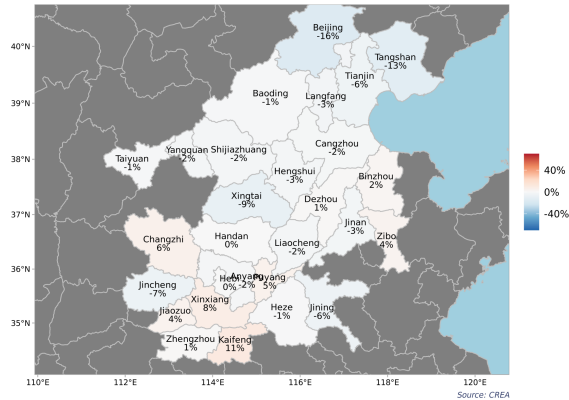 Beijing
-16%
40°N
Tangshan
-13%
Tianjin
-6%
Baoding
-1%
Langfang
-3%
39°N
Cangzhou
-2%
Yangquan
-2%
Shijiazhuang
-2%
Taiyuan
-1%
38°N
Hengshui
-3%
Binzhou
2%
Xingtai
-9%
Dezhou
1%
37°N
Jinan
-3%
Changzhi
6%
Handan
0%
Liaocheng
-2%
Zibo
4%
36°N
Anyang
-2%
0%
5%
Jincheng
-7%
Xinxiang
8%
Jiaozuo
4%
Heze
-1%
Jining
-6%
35°N
Zhengzhou
1%
Kaifeng
11%
40%
0%
-40%
110°E
112°E
114°E
116°E
118°E
120°E
Source: CREA